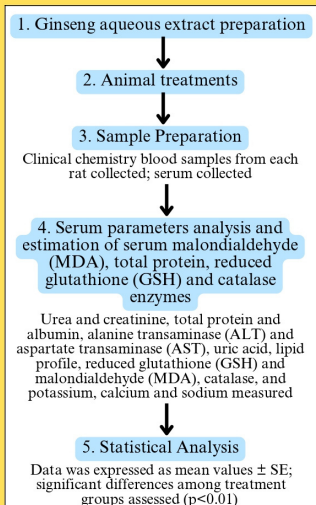 1. Ginseng aqueous extract preparation
2. Animal treatments
3. Sample Preparation
Clinical chemistry blood samples from each
rat collected; serum collected
4. Serum parameters analysis and
estimation of serum malondialdehyde
(MDA), total protein, reduced
glutathione (GSH) and catalase
enzymes
Urea and creatinine, total protein and
albumin, alanine transaminase (ALT) and
aspartate transaminase (AST), uric acid, lipid
profile, reduced glutathione (GSH) and
malondialdehyde (MDA), catalase, and
potassium, calcium and sodium measured
5. Statistical Analysis
Data was expressed as mean values ± SE;
significant differences among treatment
groups assessed (p<0.01)